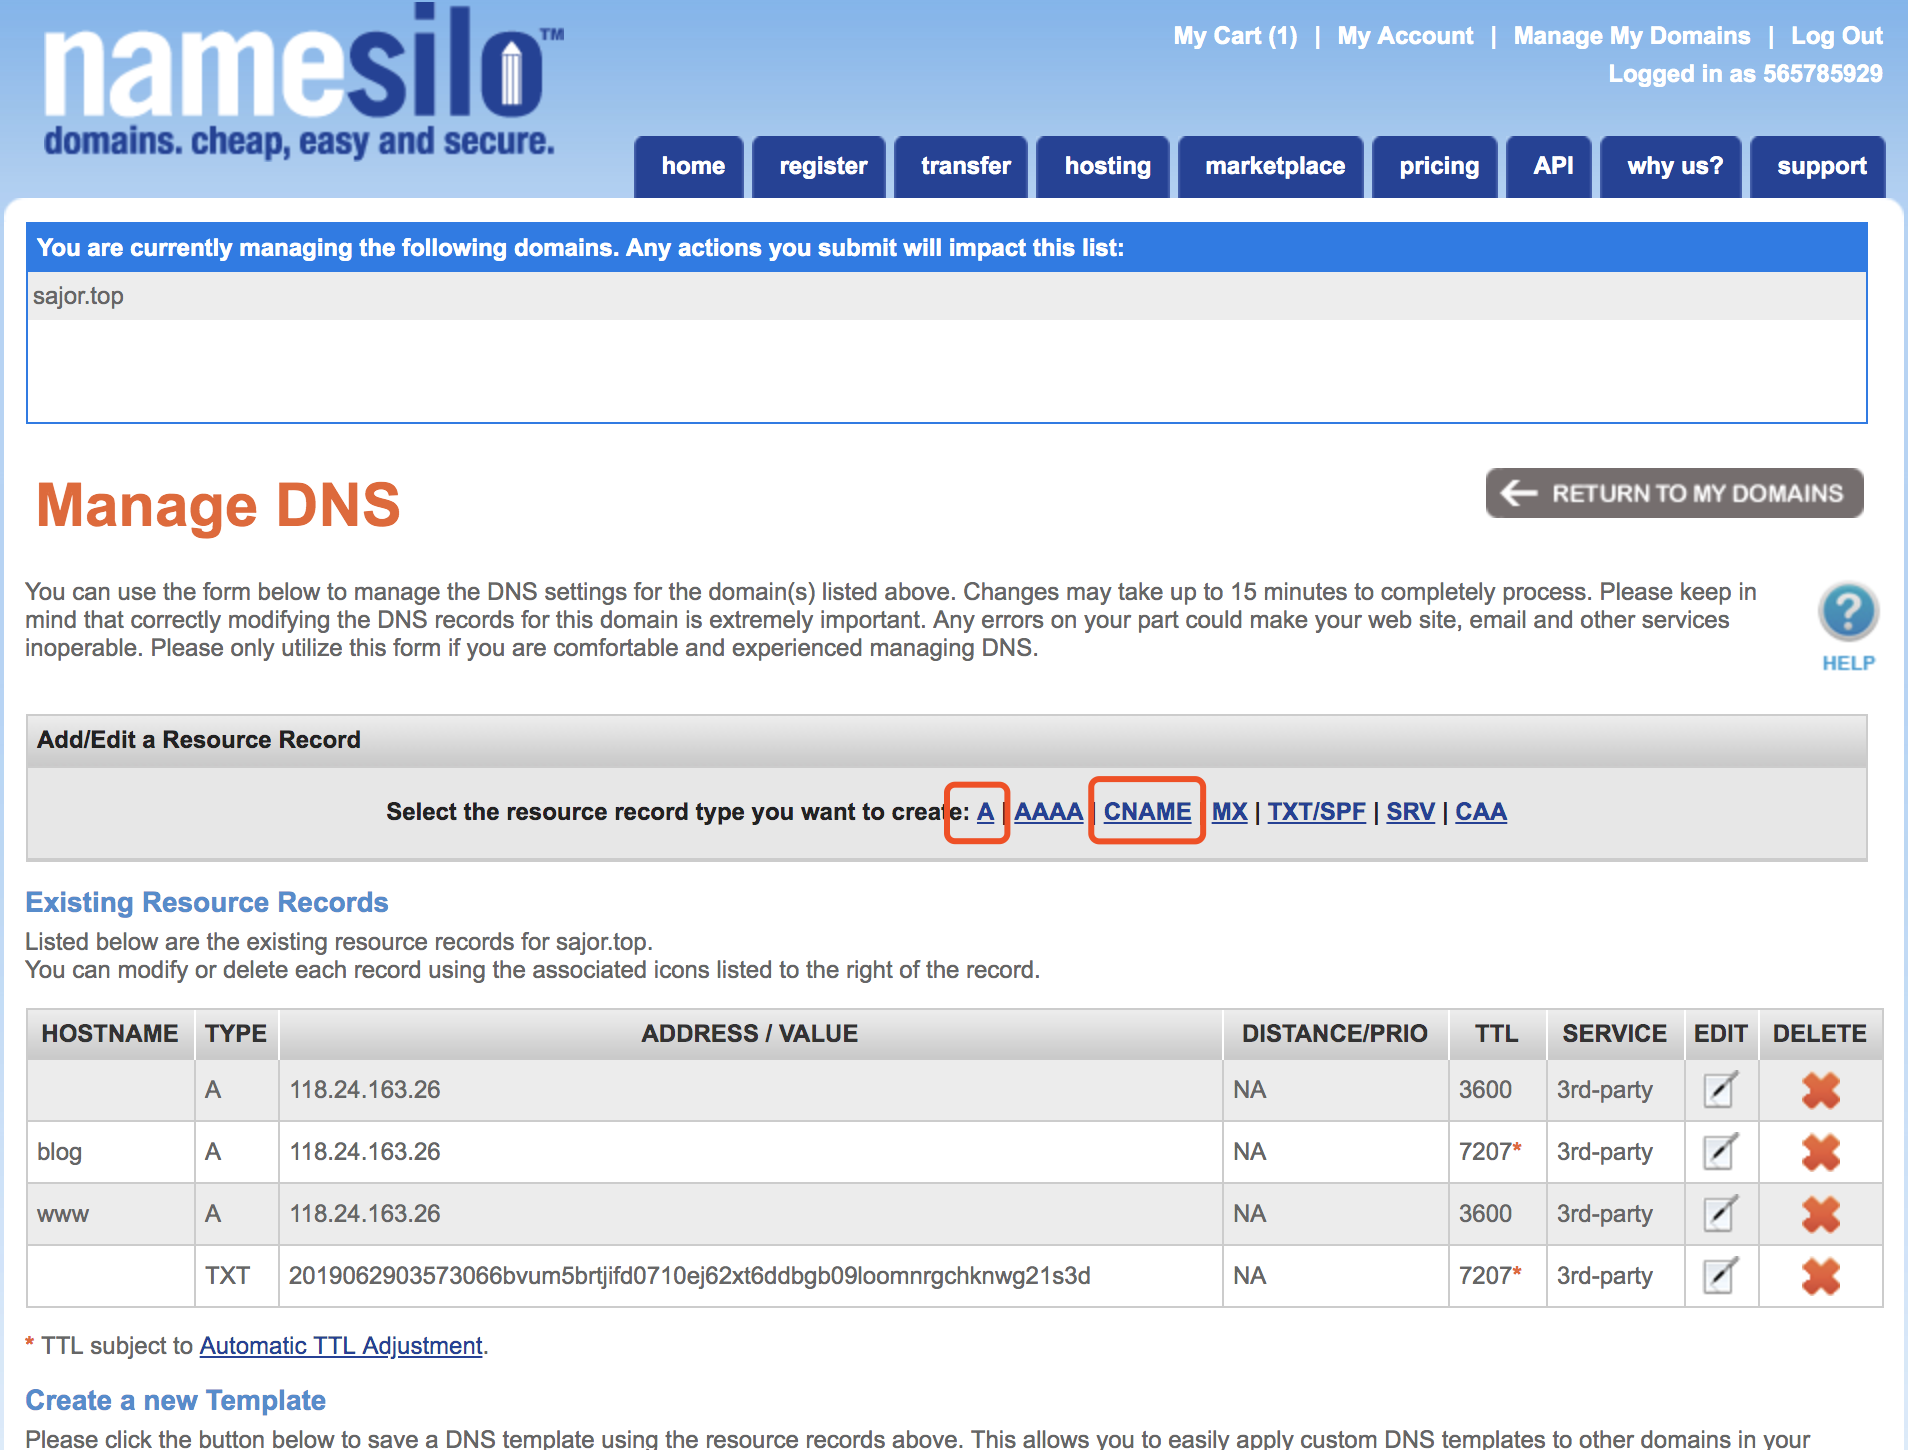 namesilo™
domains. cheap, easy and secure.
My Cart (1) | My Account | Manage My Domains | Log Out
Logged in as 565785929
home register transfer hosting marketplace pricing API why us? support
You are currently managing the following domains. Any actions you submit will impact this list:
sajor.top
Manage DNS
RETURN TO MY DOMAINS
You can use the form below to manage the DNS settings for the domain(s) listed above. Changes may take up to 15 minutes to completely process. Please keep in
mind that correctly modifying the DNS records for this domain is extremely important. Any errors on your part could make your web site, email and other services
inoperable. Please only utilize this form if you are comfortable and experienced managing DNS.
?
HELP
Add/Edit a Resource Record
Select the resource record type you want to create: A | AAAA | CNAME | MX | TXT/SPF | SRV | CAA
Existing Resource Records
Listed below are the existing resource records for sajor.top.
You can modify or delete each record using the associated icons listed to the right of the record.
HOSTNAME TYPE ADDRESS / VALUE DISTANCE/PRIO TTL SERVICE EDIT DELETE
A 118.24.163.26 NA 3600 3rd-party
blog A 118.24.163.26 NA 7207* 3rd-party
www A 118.24.163.26 NA 3600 3rd-party
TXT 2019062903573066bvum5brtjifd0710ej62xt6ddbgb09loomnrgchknwg21s3d NA 7207* 3rd-party
* TTL subject to Automatic TTL Adjustment.
Create a new Template
Please click the button below to save a DNS template using the resource records above. This allows you to easily apply custom DNS templates to other domains in your